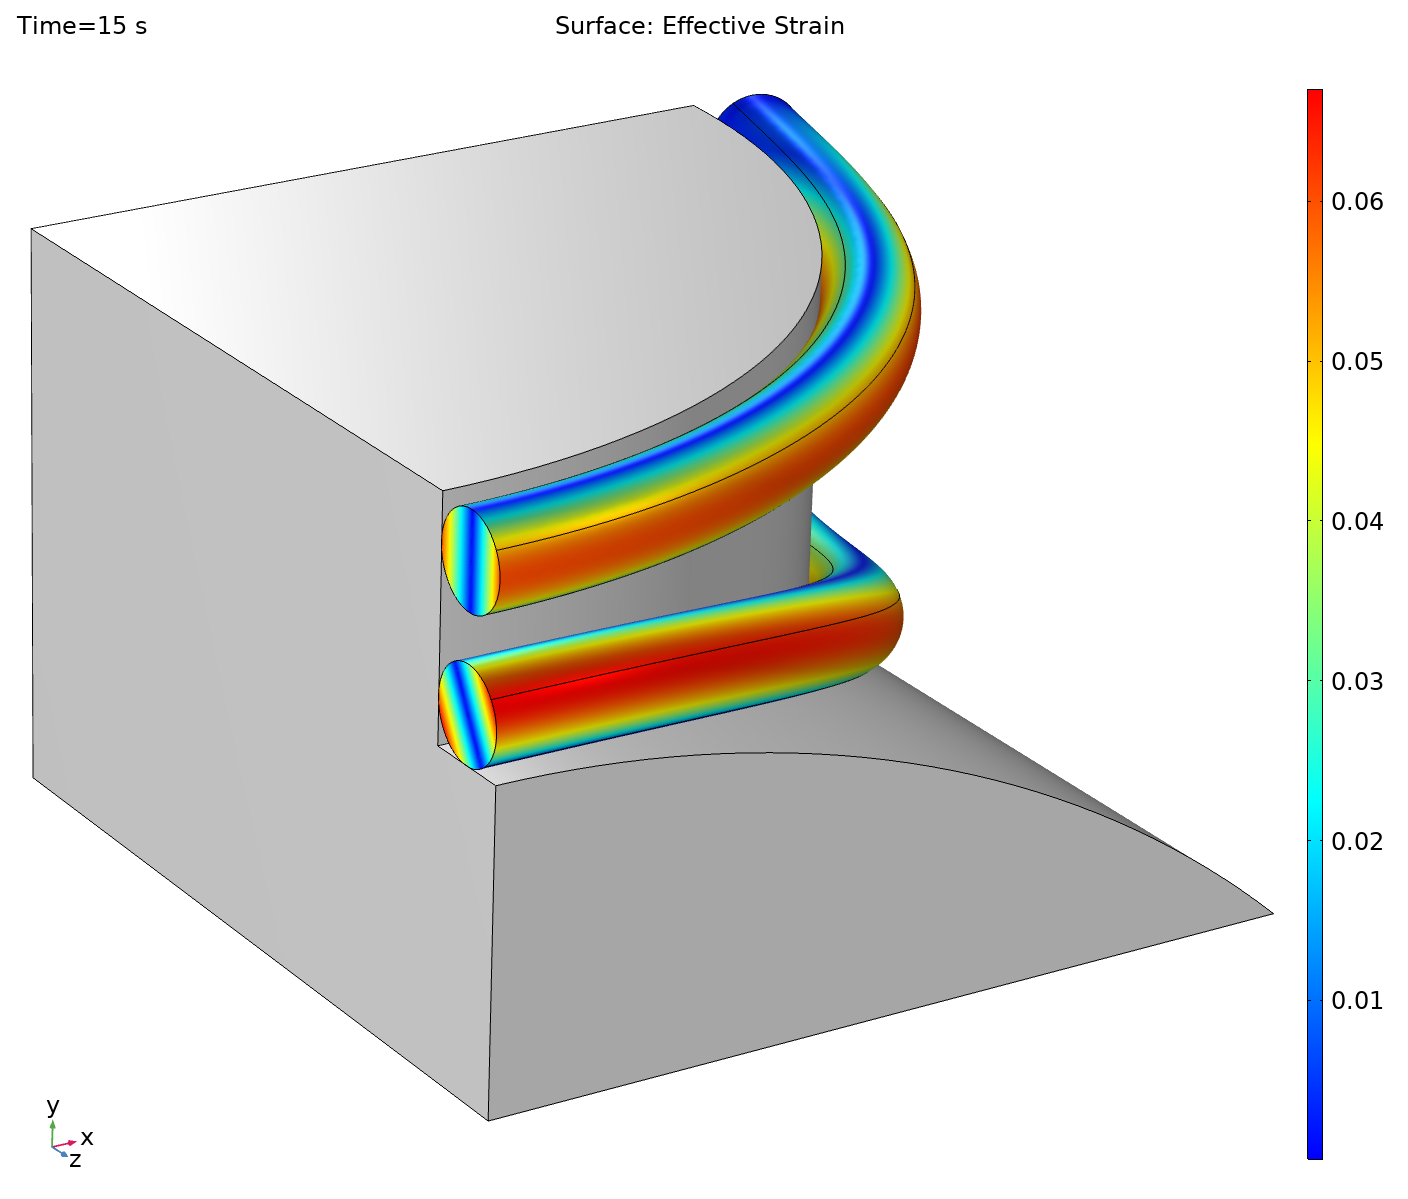 Time=15 s
Surface: Effective Strain
0.06
0.05
0.04
0.03
0.02
0.01
y
x
z